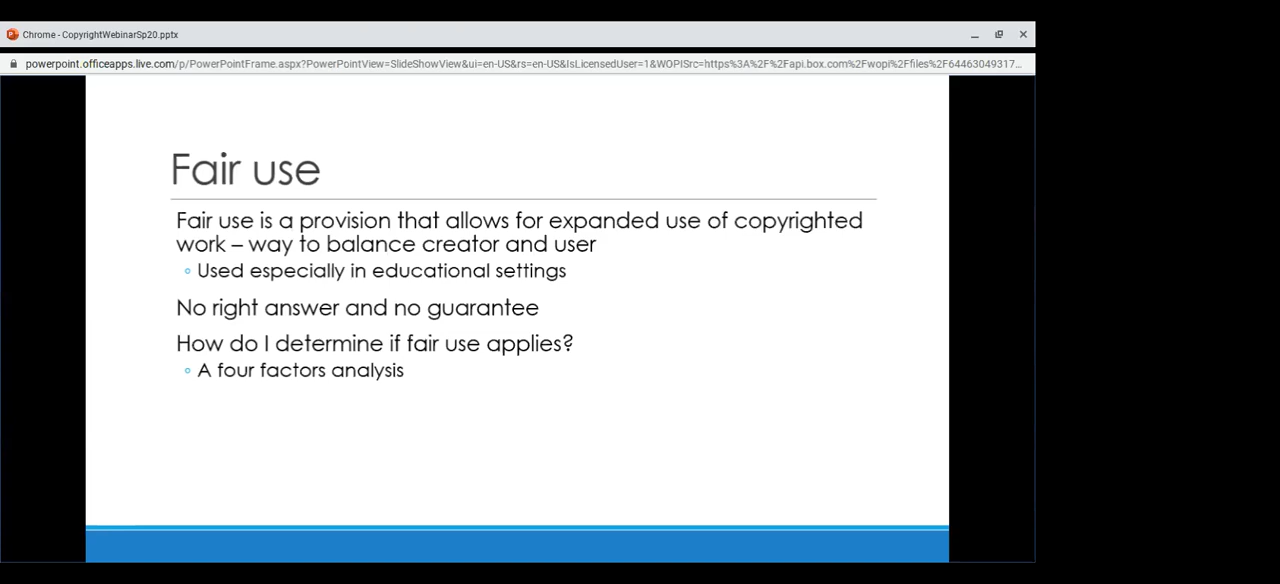 Chrome - CopyrightWebinarSp20.pptx
powerpoint.officeapps.live.com/p/PowerPointFrame.aspx?PowerPointView=SlideShowView&ui=en-US&rs=en-US&IsLicensedUser=1&WOPISrc=https%3A%2F%2Fapi.box.com%2Fwopi%2Ffiles%2F64463049317...
Fair use
Fair use is a provision that allows for expanded use of copyrighted
work – way to balance creator and user
Used especially in educational settings
No right answer and no guarantee
How do I determine if fair use applies?
A four factors analysis